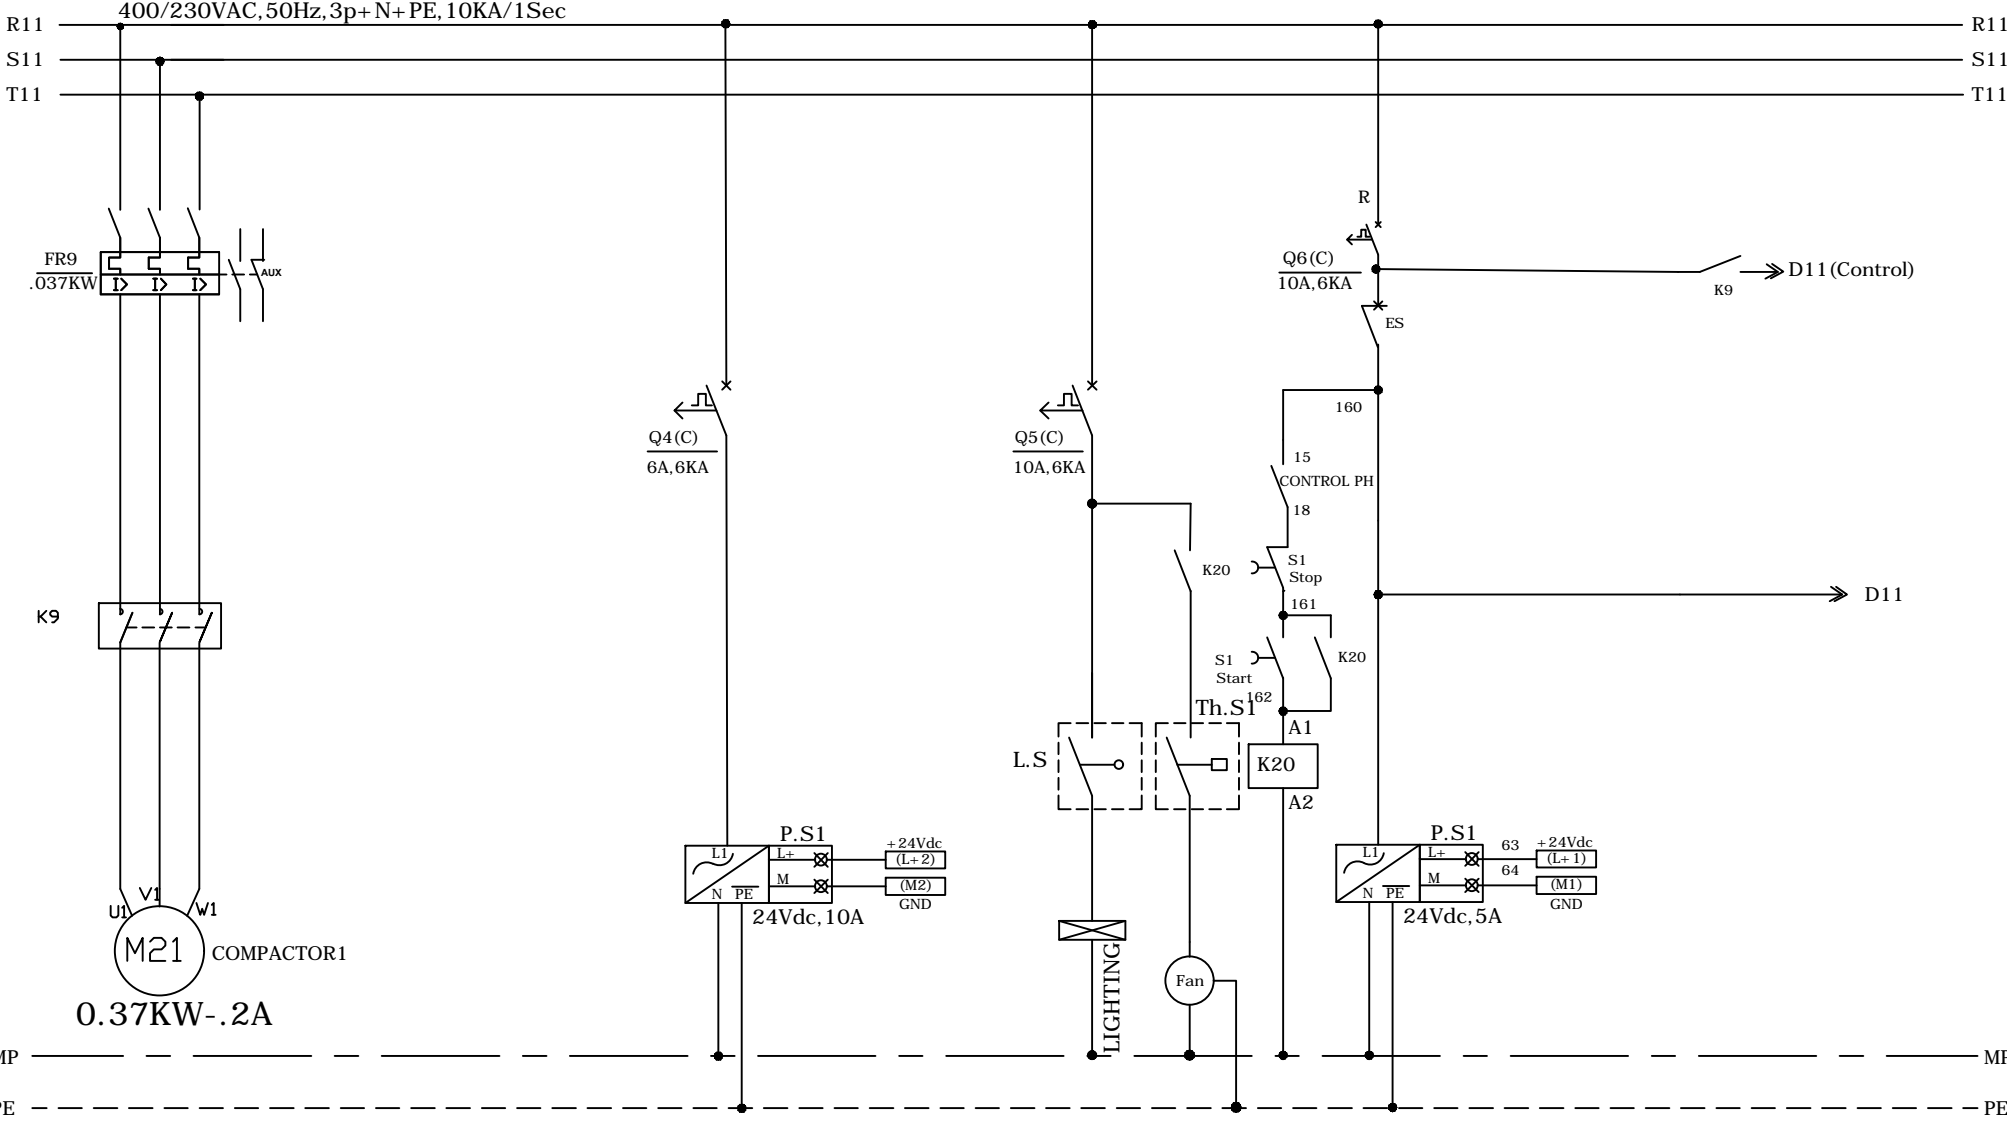 400/230VAC,50Hz,3p+N+PE,10KA/1Sec
R11
R11
S11
S11
T11
T11
R
FR9
.037KW
I>
I>
I>
AUX
Q6(C)
10A,6KA
D11(Control)
K9
ES
160
Q4(C)
6A,6KA
Q5(C)
10A,6KA
15
CONTROL PH
18
K20
S1
Stop
161
D11
K9
S1
Start
K20
162
Th.S1
A1
L.S
K20
A2
P.S1
L1
L+
M
N
PE
+24Vdc
(L+2)
(M2)
GND
24Vdc,10A
P.S1
L1
L+
M
N
PE
63
64
+24Vdc
(L+1)
(M1)
GND
24Vdc,5A
V1
U1
W1
M21
COMPACTOR1
0.37KW-.2A
LIGHTING
Fan
MP
PE
PE